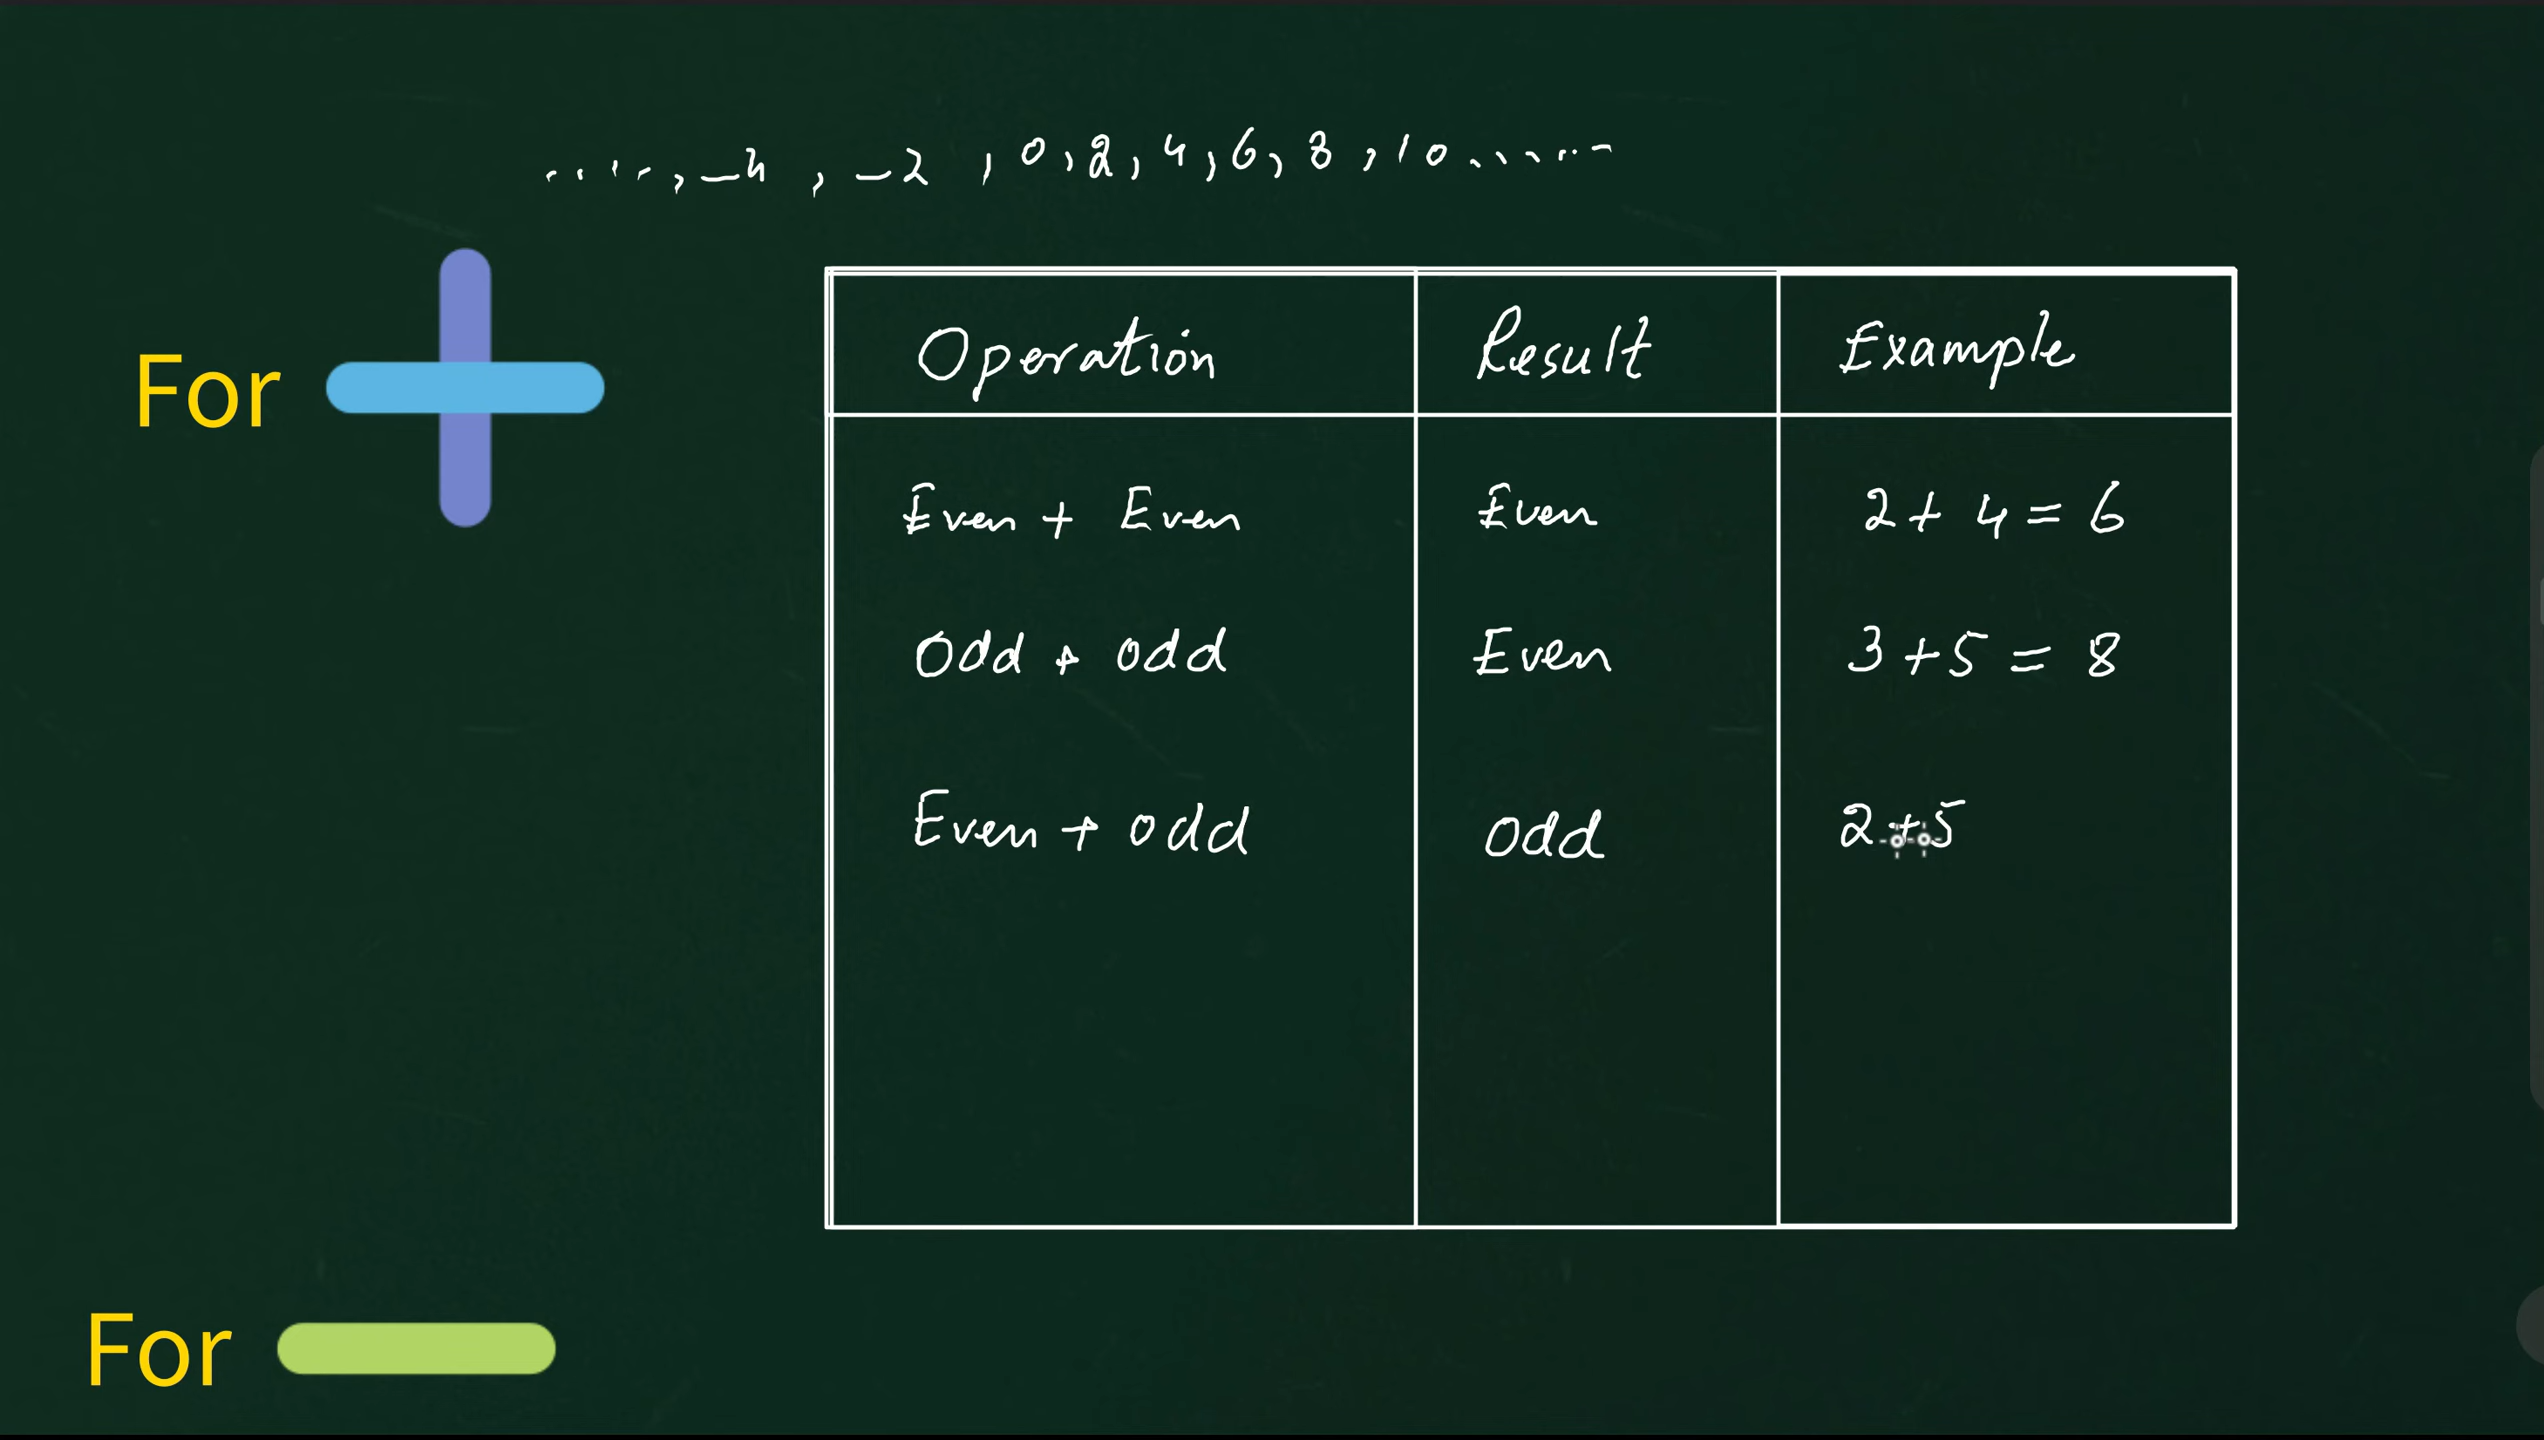 ....., -4, -2, 0, 2, 4, 6, 8, 10......
For +
Operation Result Example
Even + Even Even 2 + 4 = 6
Odd + odd Even 3 + 5 = 8
Even + odd odd 2 + 5
For -